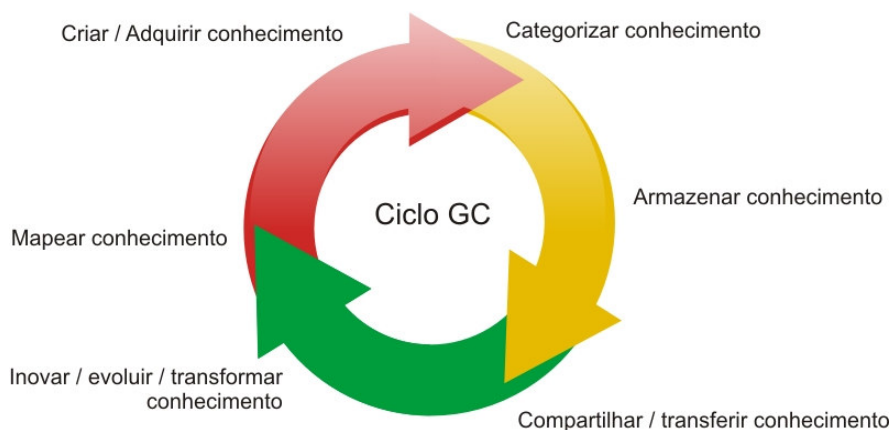 Criar / Adquirir conhecimento
Categorizar conhecimento
Armazenar conhecimento
Ciclo GC
Mapear conhecimento
Inovar / evoluir / transformar
conhecimento
Compartilhar / transferir conhecimento